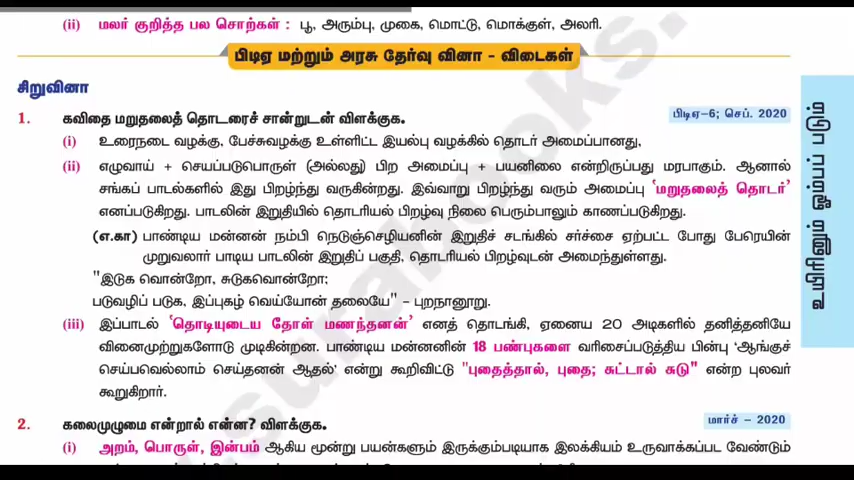 (ii) மலர் குறித்த பல சொற்கள் : பூ, அரும்பு, முகை, மொட்டு, மொக்குள், அலரி.
பிடிஏ மற்றும் அரசு தேர்வு வினா - விடைகள்
சிறுவினா
1. கவிதை மறுதலைத் தொடரைச் சான்றுடன் விளக்குக. பிடிஏ-6; செப். 2020
(i) உரைநடை வழக்கு, பேச்சுவழக்கு உள்ளிட்ட இயல்பு வழக்கில் தொடர் அமைப்பானது,
(ii) எழுவாய் + செயப்படுபொருள் (அல்லது) பிற அமைப்பு + பயனிலை என்றிருப்பது மரபாகும். ஆனால்
சங்கப் பாடல்களில் இது பிறழ்ந்து வருகின்றது. இவ்வாறு பிறழ்ந்து வரும் அமைப்பு 'மறுதலைத் தொடர்'
எனப்படுகிறது. பாடலின் இறுதியில் தொடரியல் பிறழ்வு நிலை பெரும்பாலும் காணப்படுகிறது.
(எ.கா) பாண்டிய மன்னன் நம்பி நெடுஞ்செழியனின் இறுதிச் சடங்கில் சர்ச்சை ஏற்பட்ட போது பேரெயின்
முறுவலார் பாடிய பாடலின் இறுதிப் பகுதி, தொடரியல் பிறழ்வுடன் அமைந்துள்ளது.
"இடுக வொன்றோ, சுடுகவொன்றோ;
படுவழிப் படுக, இப்புகழ் வெய்யோன் தலையே" – புறநானூறு.
(iii) இப்பாடல் 'தொடியுடைய தோள் மணந்தனன்' எனத் தொடங்கி, ஏனைய 20 அடிகளில் தனித்தனியே
வினைமுற்றுகளோடு முடிகின்றன. பாண்டிய மன்னனின் 18 பண்புகளை வரிசைப்படுத்திய பின்பு 'ஆங்குச்
செய்பவெல்லாம் செய்தனன் ஆதல்' என்று கூறிவிட்டு "புதைத்தால், புதை; சுட்டால் சுடு" என்ற புலவர்
கூறுகிறார்.
2. கலைமுழுமை என்றால் என்ன? விளக்குக. மார்ச் - 2020
(i) அறம், பொருள், இன்பம் ஆகிய மூன்று பயன்களும் இருக்கும்படியாக இலக்கியம் உருவாக்கப்பட வேண்டும்
உயிரினும் ஓம்பப் படும்
surabooks.